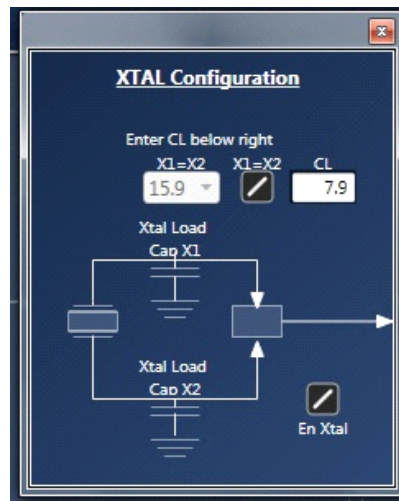 x
XTAL Configuration
Enter CL below right
X1=X2 X1=X2 CL
15.9 7.9
Xtal Load
Cap X1
Xtal Load
Cap X2
En Xtal